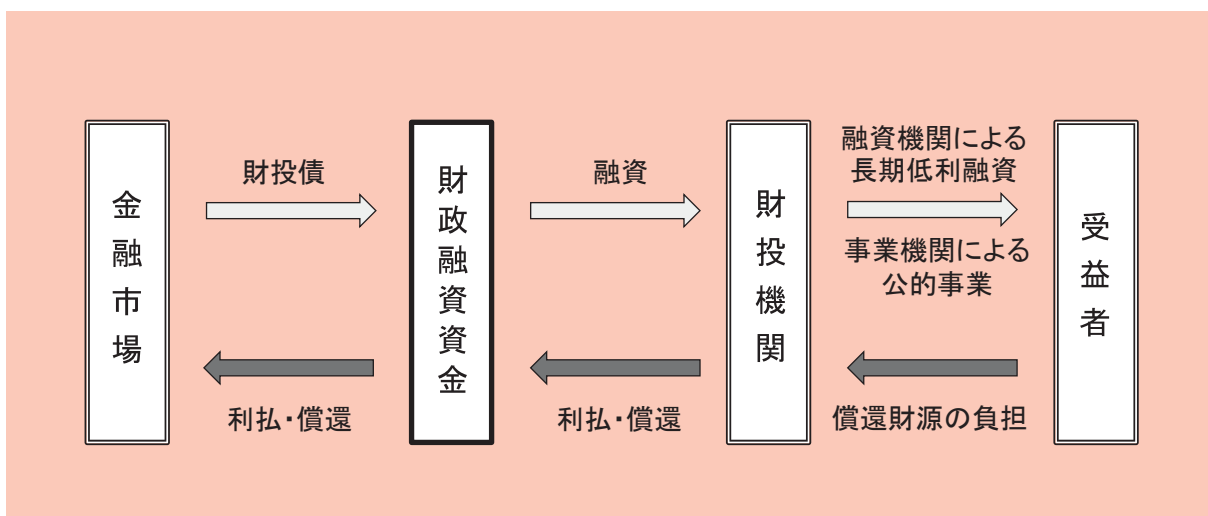 金融市場
財投債
利払・償還
財政融資資金
融資
利払・償還
財投機関
融資機関による
長期低利融資
事業機関による
公的事業
償還財源の負担
受益者